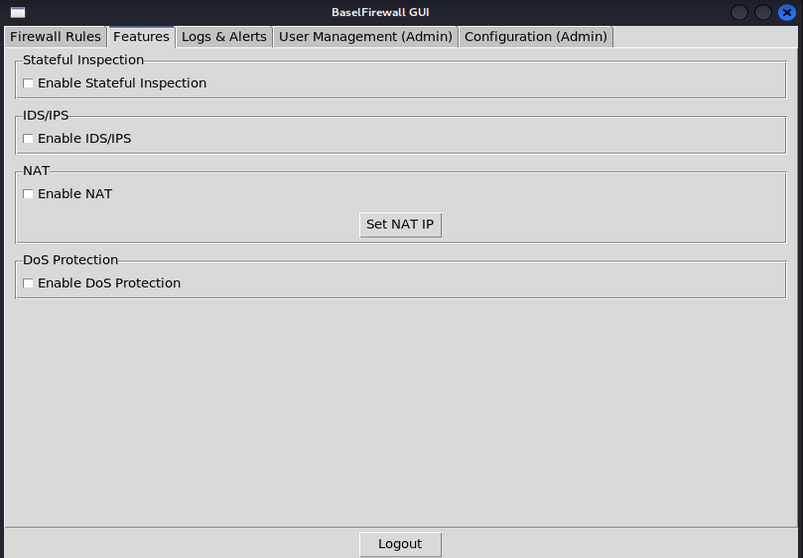 BaselFirewall GUI
Firewall Rules Features Logs & Alerts User Management (Admin) Configuration (Admin)
Stateful Inspection
Enable Stateful Inspection
IDS/IPS
Enable IDS/IPS
NAT
Enable NAT
Set NAT IP
DoS Protection
Enable DoS Protection
Logout